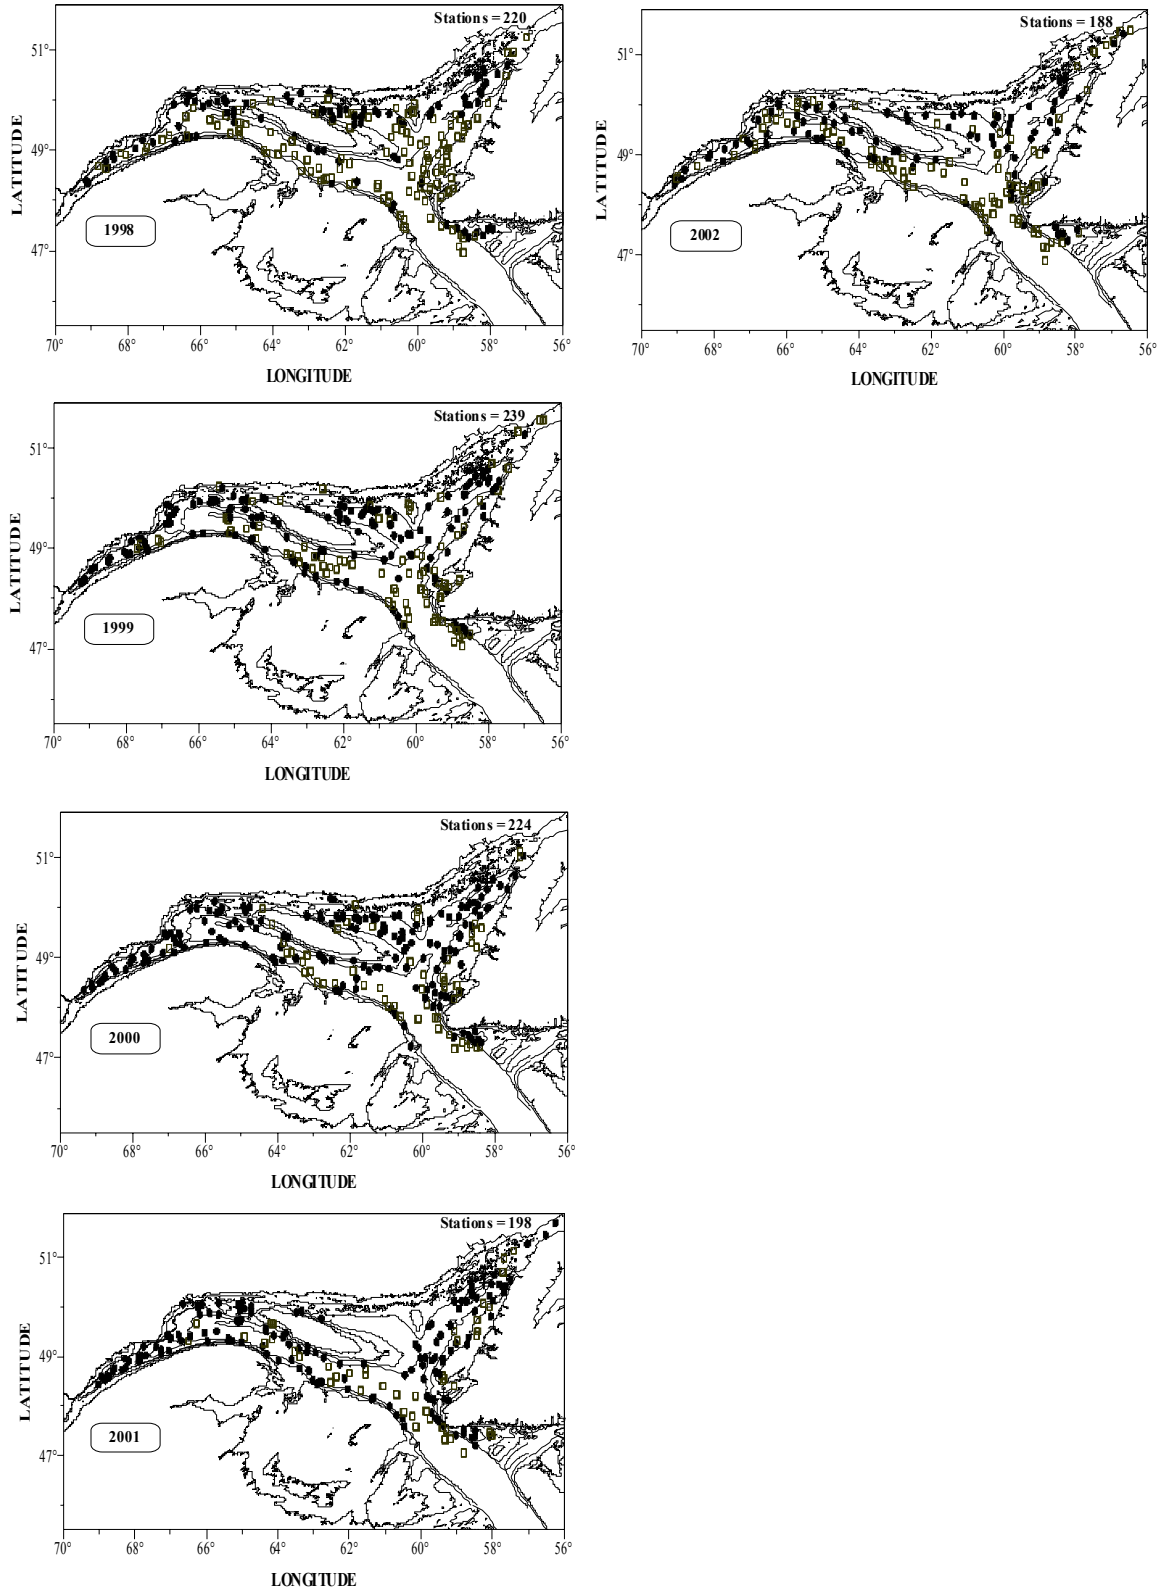 Stations = 220
51°
49°
47°
LATITUDE
1998
70° 68° 66° 64° 62° 60° 58° 56°
LONGITUDE
Stations = 188
51°
49°
47°
LATITUDE
2002
70° 68° 66° 64° 62° 60° 58° 56°
LONGITUDE
Stations = 239
51°
49°
47°
LATITUDE
1999
70° 68° 66° 64° 62° 60° 58° 56°
LONGITUDE
Stations = 224
51°
49°
47°
LATITUDE
2000
70° 68° 66° 64° 62° 60° 58° 56°
LONGITUDE
Stations = 198
51°
49°
47°
LATITUDE
2001
70° 68° 66° 64° 62° 60° 58° 56°
LONGITUDE